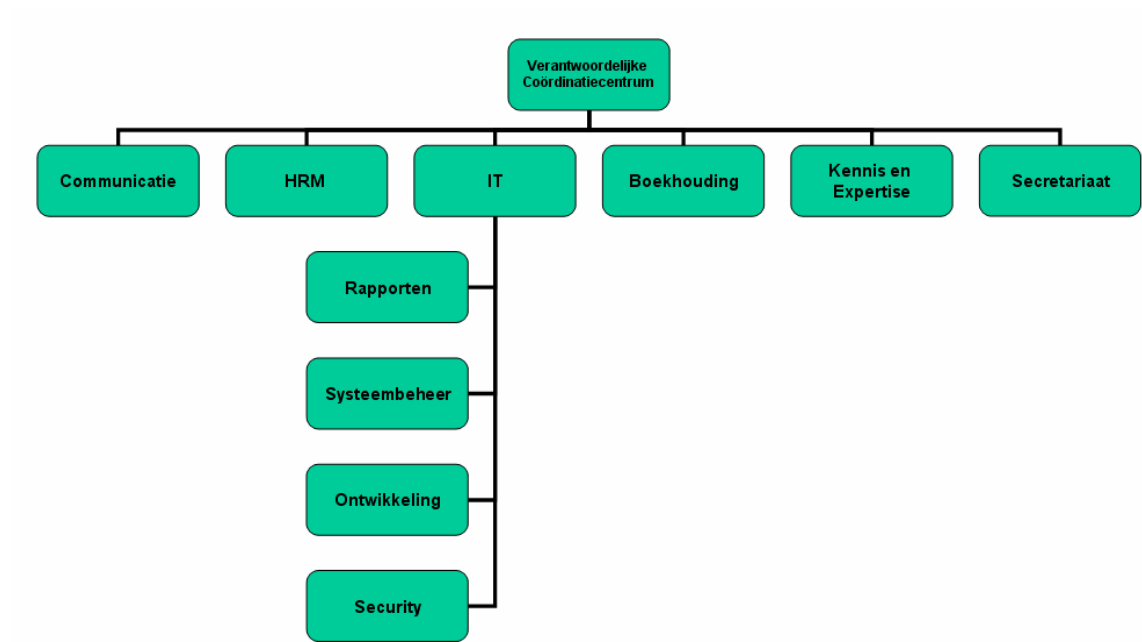 Verantwoordelijke
Coördinatiecentrum
Communicatie
HRM
IT
Boekhouding
Kennis en
Expertise
Secretariaat
Rapporten
Systeembeheer
Ontwikkeling
Security